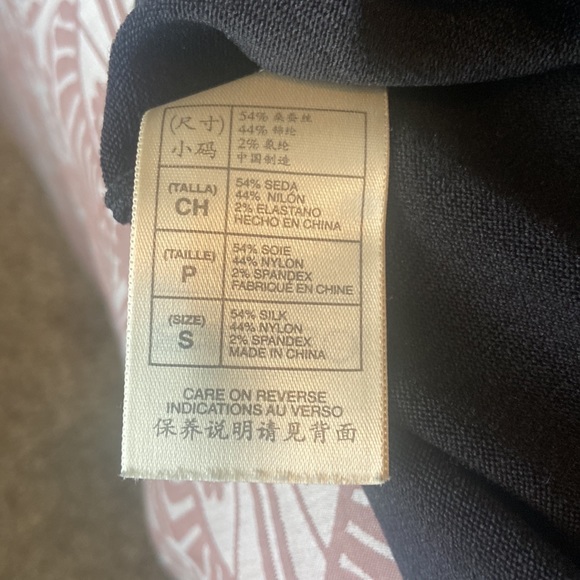 (尺寸)
小码
54% 桑蚕丝
44% 锦纶
2% 氨纶
中国制造
(TALLA)
CH
54% SEDA
44% NILÓN
2% ELASTANO
HECHO EN CHINA
(TAILLE)
P
54% SOIE
44% NYLON
2% SPANDEX
FABRIQUÉ EN CHINE
(SIZE)
S
54% SILK
44% NYLON
2% SPANDEX
MADE IN CHINA
CARE ON REVERSE
INDICATIONS AU VERSO
保养说明请见背面